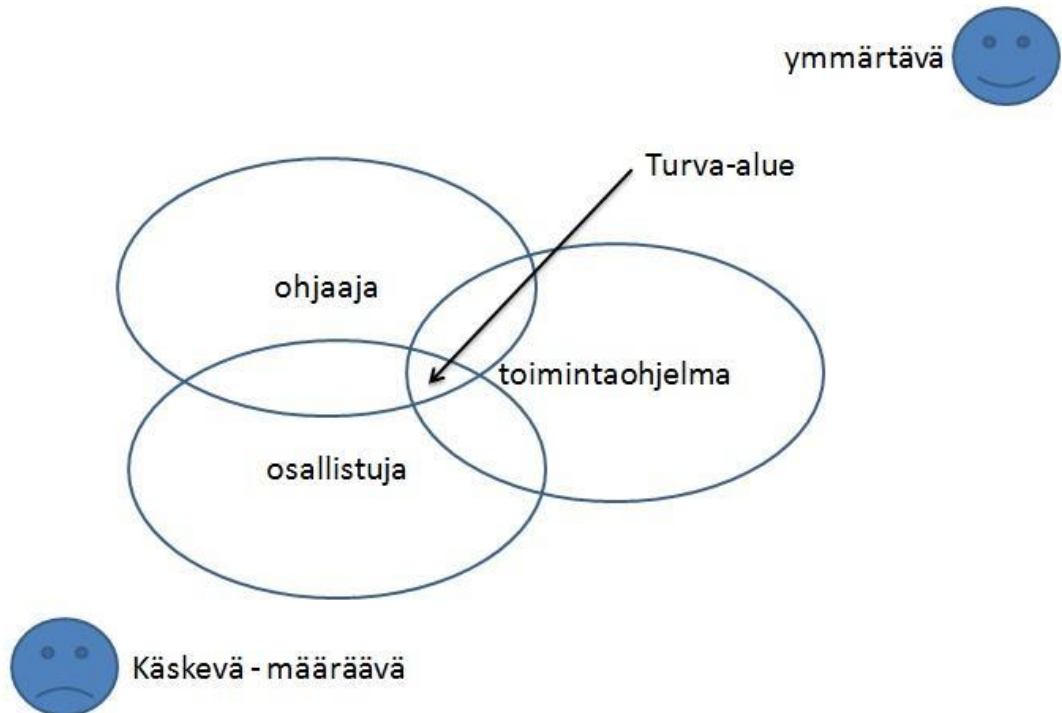 ymmärtävä
Turva-alue
ohjaaja
toimintaohjelma
osallistuja
Käskevä - määräävä